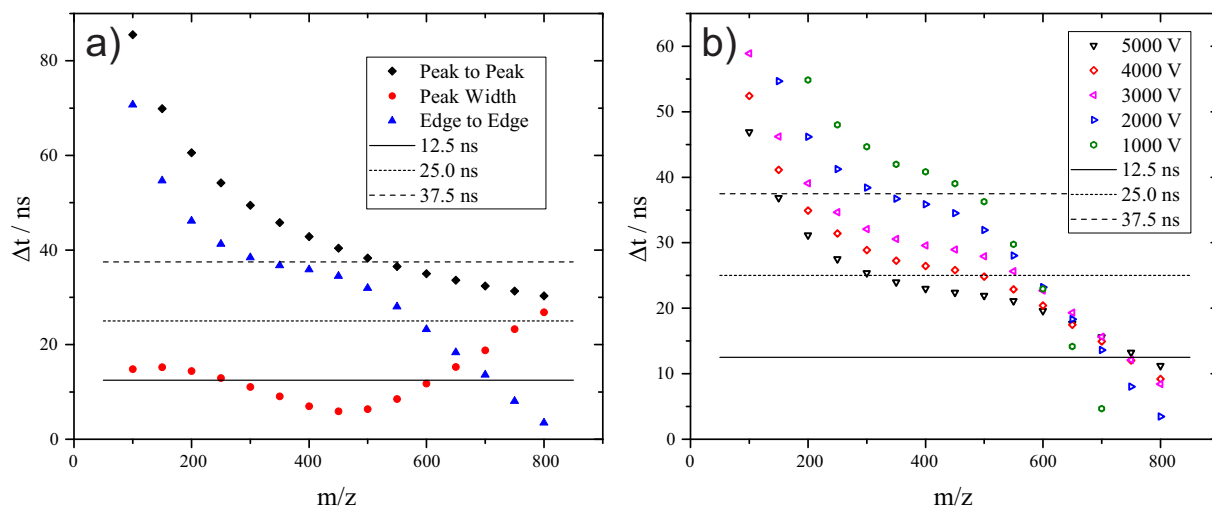 a)
Peak to Peak
Peak Width
Edge to Edge
12.5 ns
25.0 ns
37.5 ns
80
60
40
20
0
Δt / ns
0
200
400
600
800
m/z
b)
5000 V
4000 V
3000 V
2000 V
1000 V
12.5 ns
25.0 ns
37.5 ns
60
50
40
30
20
10
0
Δt / ns
0
200
400
600
800
m/z